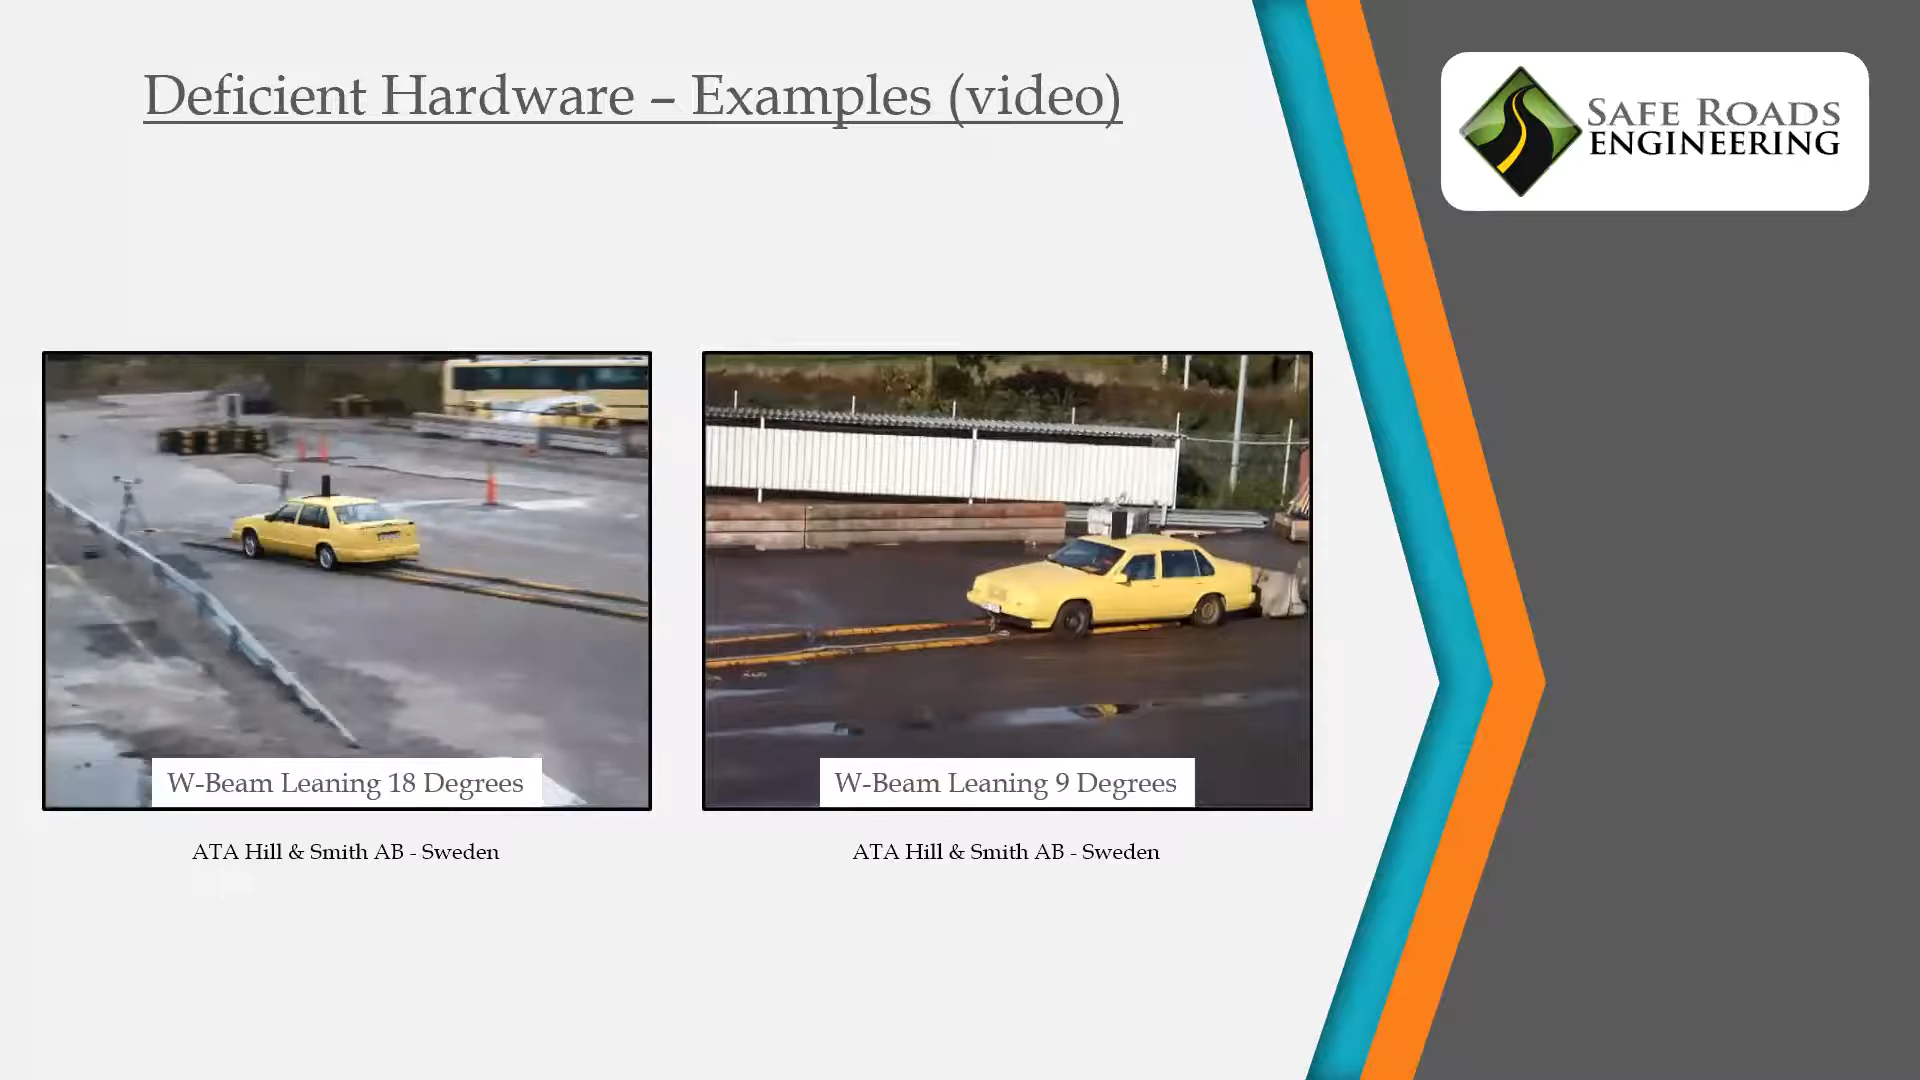 Deficient Hardware – Examples (video)
SAFE ROADS
ENGINEERING
W-Beam Leaning 18 Degrees
W-Beam Leaning 9 Degrees
ATA Hill & Smith AB - Sweden
ATA Hill & Smith AB - Sweden